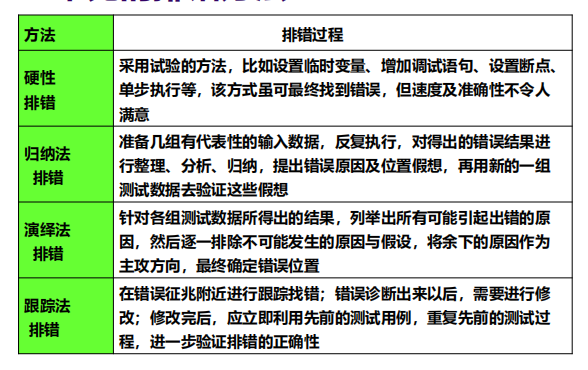 方法
排错过程
硬性
排错
采用试验的方法，比如设置临时变量、增加调试语句、设置断点、
单步执行等，该方式虽可最终找到错误，但速度及准确性不令人
满意
归纳法
排错
准备几组有代表性的输入数据，反复执行，对得出的错误结果进
行整理、分析、归纳，提出错误原因及位置假想，再用新的一组
测试数据去验证这些假想
演绎法
排错
针对各组测试数据所得出的结果，列举出所有可能引起出错的原
因，然后逐一排除不可能发生的原因与假设，将余下的原因作为
主攻方向，最终确定错误位置
跟踪法
排错
在错误征兆附近进行跟踪找错；错误诊断出来以后，需要进行修
改；修改完后，应立即利用先前的测试用例，重复先前的测试过
程，进一步验证排错的正确性